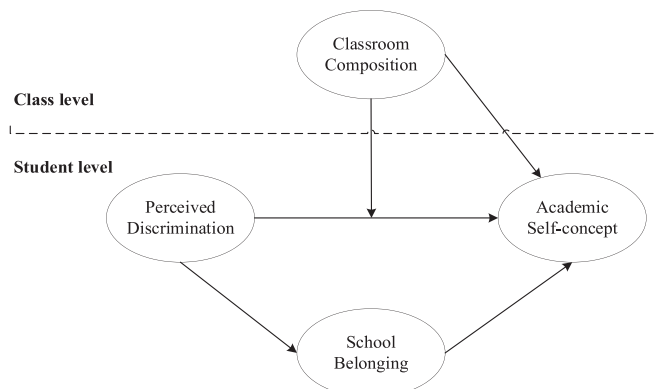 Classroom
Composition
Class level
Student level
Perceived
Discrimination
Academic
Self-concept
School
Belonging